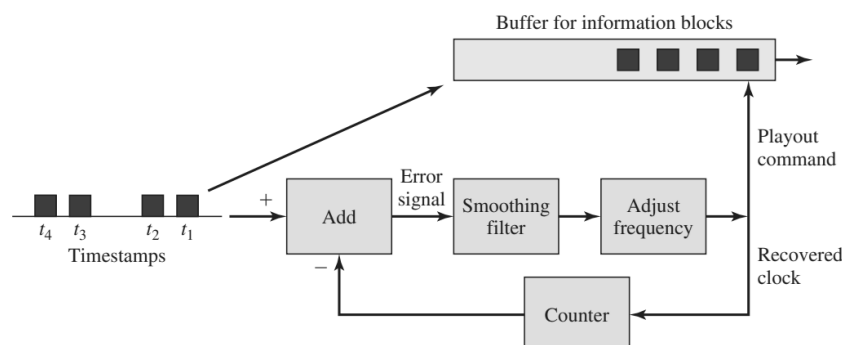 Buffer for information blocks
Playout
command
Error
signal
+
Add
Smoothing
filter
Adjust
frequency
t4 t3 t2 t1
Timestamps
−
Recovered
clock
Counter